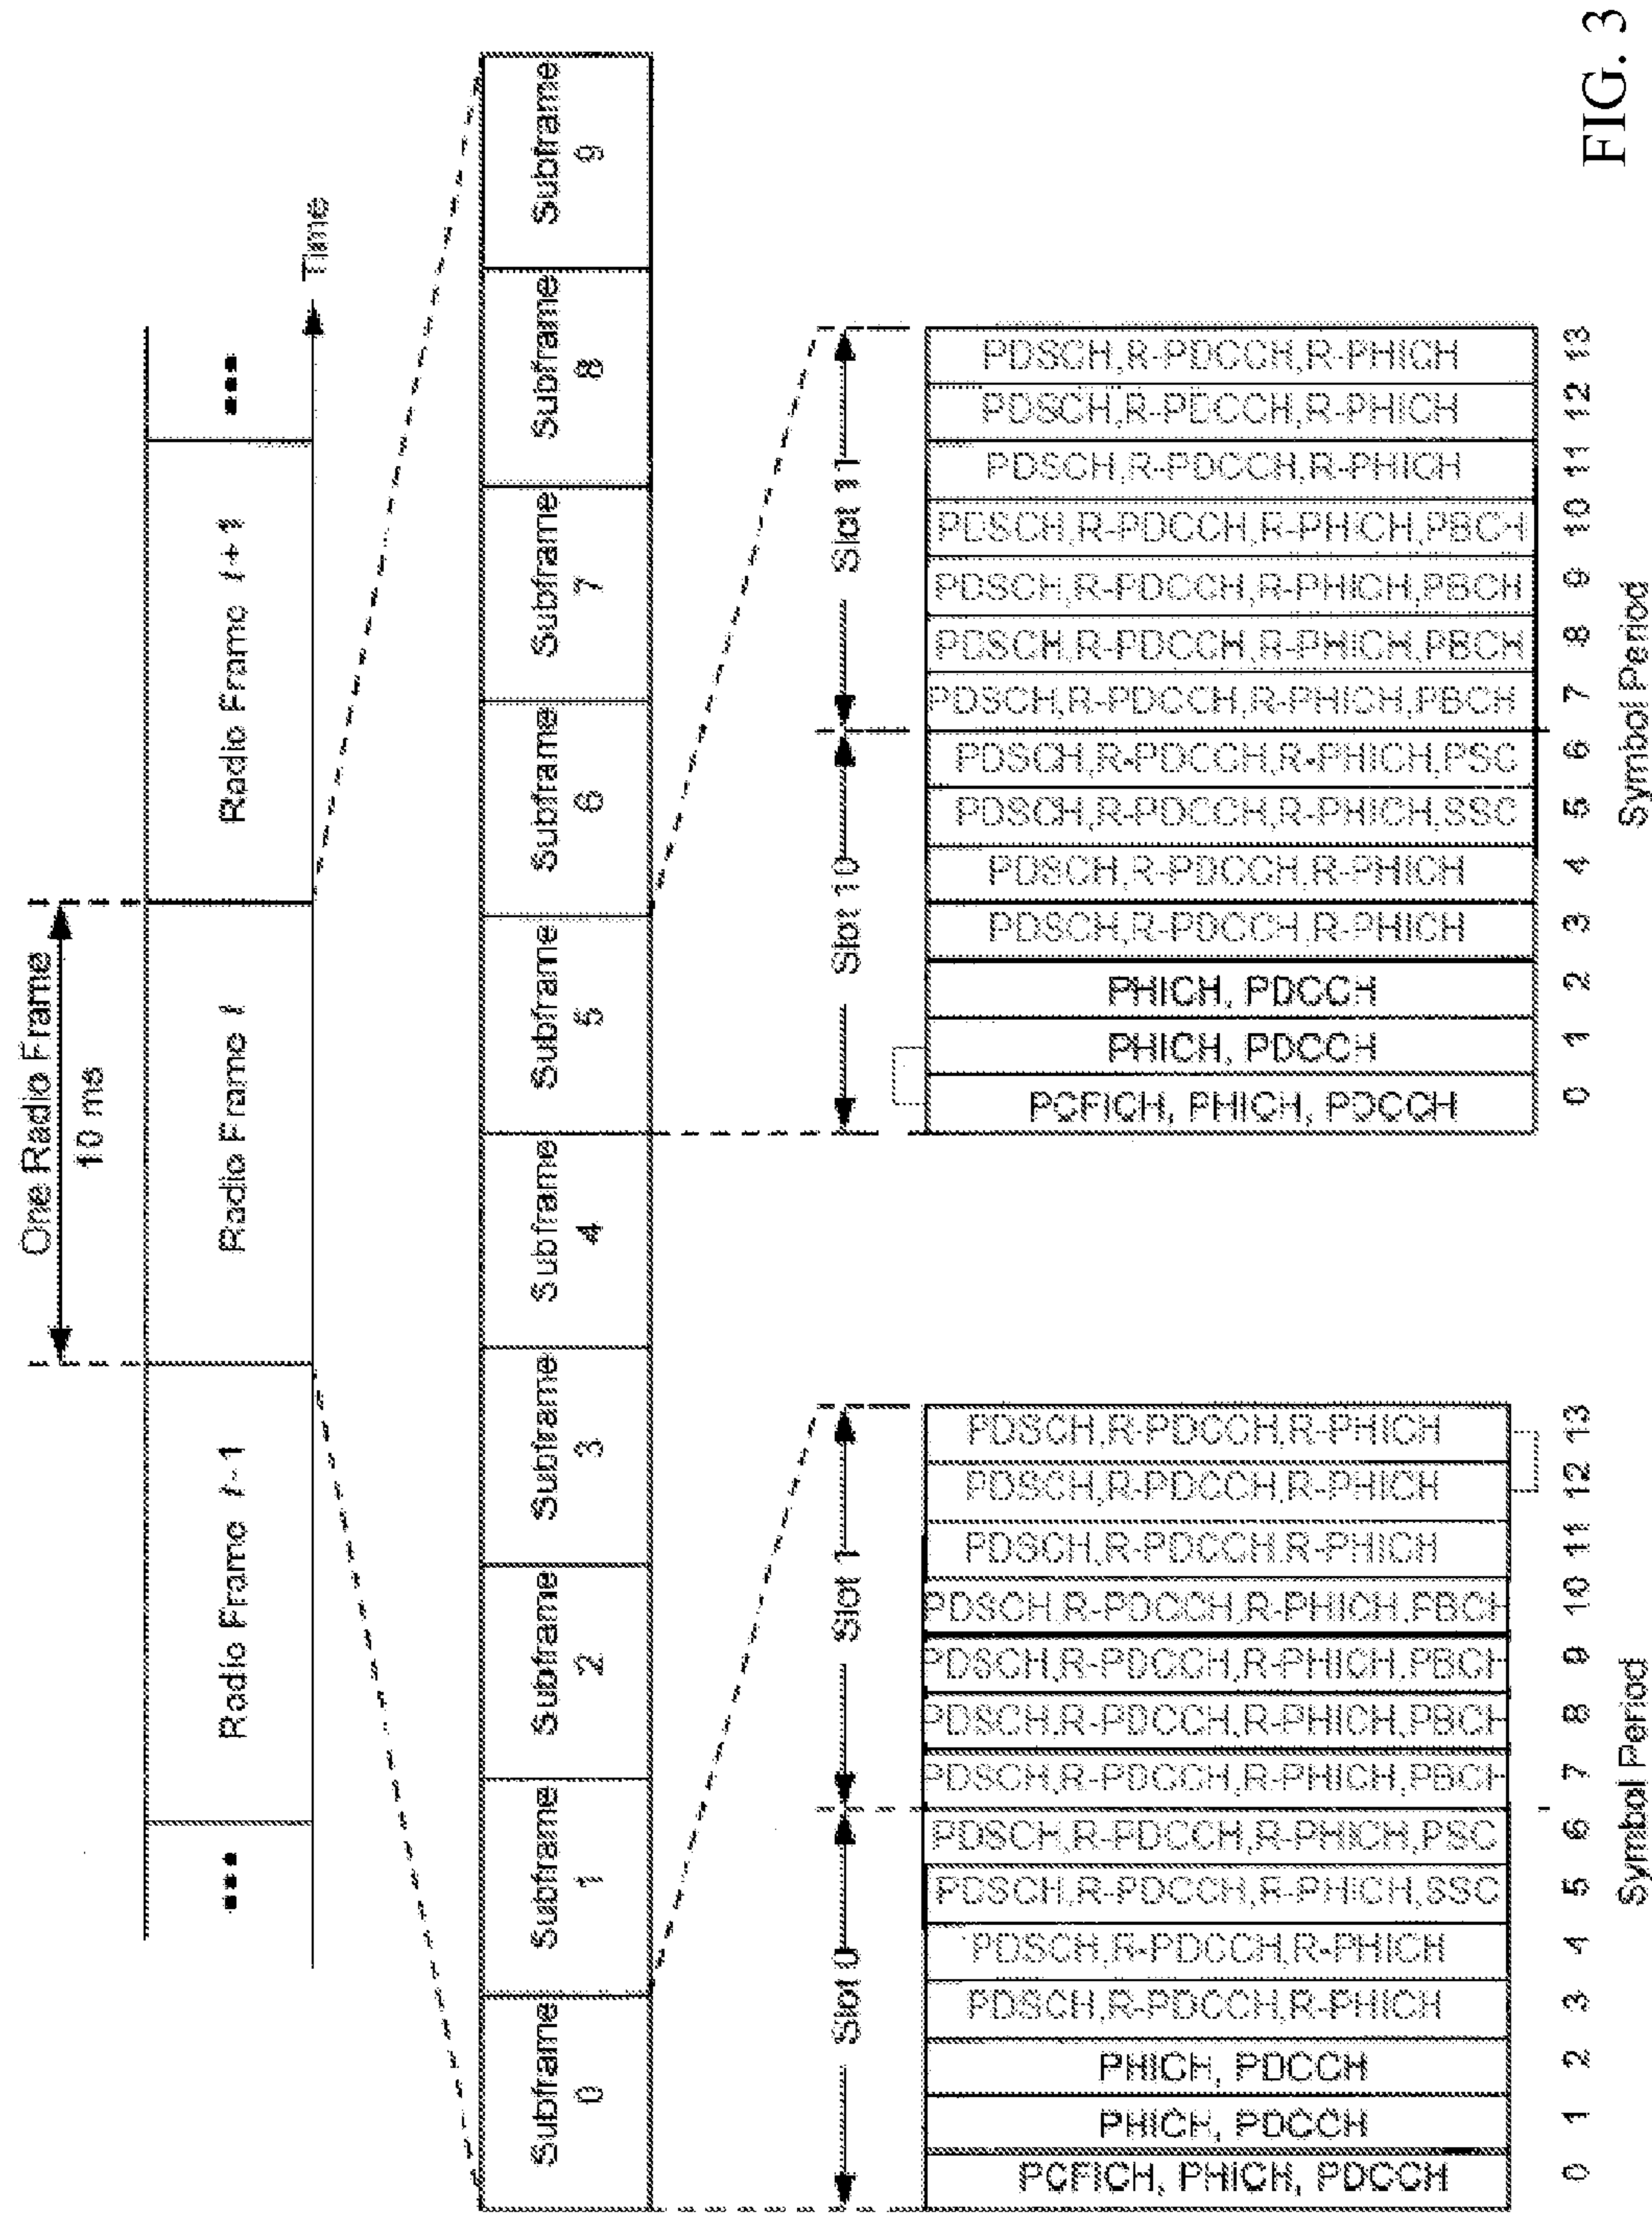 One Radio Frame
10 ms
Radio Frame t-1
Radio Frame t
Radio Frame t+1
Time
Subframe 0
Subframe 1
Subframe 2
Subframe 3
Subframe 4
Subframe 5
Subframe 6
Subframe 7
Subframe 8
Subframe 9
Slot 0
Slot 1
Slot 10
Slot 11
PCFICH, PHICH, PDCCH
PHICH, PDCCH
PHICH, PDCCH
PDSCH,R-PDCCH,R-PHICH
PDSCH,R-PDCCH,R-PHICH
PDSCH,R-PDCCH,R-PHICH,SSC
PDSCH,R-PDCCH,R-PHICH,PSC
PDSCH,R-PDCCH,R-PHICH,PBCH
PDSCH,R-PDCCH,R-PHICH,PBCH
PDSCH,R-PDCCH,R-PHICH,PBCH
PDSCH,R-PDCCH,R-PHICH,PBCH
PDSCH,R-PDCCH,R-PHICH
PDSCH,R-PDCCH,R-PHICH
PDSCH,R-PDCCH,R-PHICH
0 1 2 3 4 5 6 7 8 9 10 11 12 13
Symbol Period
PCFICH, PHICH, PDCCH
PHICH, PDCCH
PHICH, PDCCH
PDSCH,R-PDCCH,R-PHICH
PDSCH,R-PDCCH,R-PHICH
PDSCH,R-PDCCH,R-PHICH,SSC
PDSCH,R-PDCCH,R-PHICH,PSC
PDSCH,R-PDCCH,R-PHICH,PBCH
PDSCH,R-PDCCH,R-PHICH,PBCH
PDSCH,R-PDCCH,R-PHICH,PBCH
PDSCH,R-PDCCH,R-PHICH,PBCH
PDSCH,R-PDCCH,R-PHICH
PDSCH,R-PDCCH,R-PHICH
PDSCH,R-PDCCH,R-PHICH
0 1 2 3 4 5 6 7 8 9 10 11 12 13
Symbol Period
FIG. 3